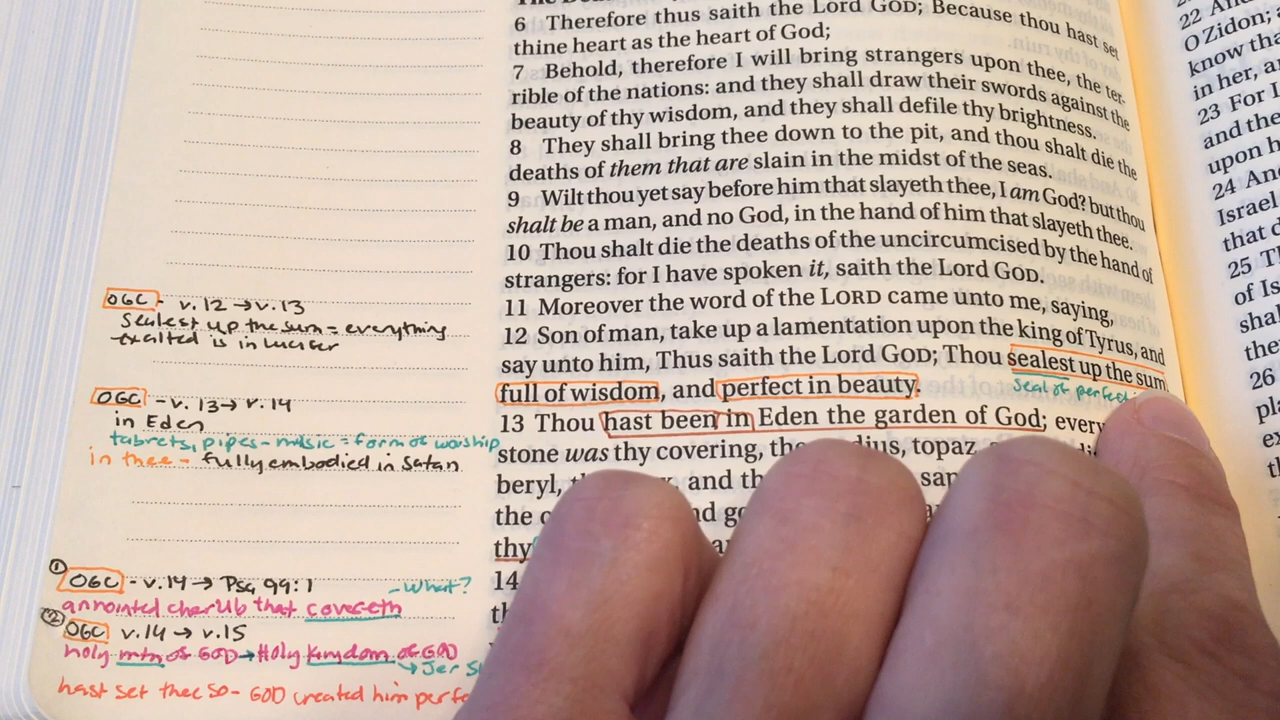 6 Therefore thus saith the Lord GOD; Because thou hast set
thine heart as the heart of God;
7 Behold, therefore I will bring strangers upon thee, the ter-
rible of the nations: and they shall draw their swords against the
beauty of thy wisdom, and they shall defile thy brightness.
8 They shall bring thee down to the pit, and thou shalt die the
deaths of them that are slain in the midst of the seas.
9 Wilt thou yet say before him that slayeth thee, I am God? but thou
shalt be a man, and no God, in the hand of him that slayeth thee.
10 Thou shalt die the deaths of the uncircumcised by the hand of
strangers: for I have spoken it, saith the Lord GOD.
11 Moreover the word of the LORD came unto me, saying,
12 Son of man, take up a lamentation upon the king of Tyrus, and
say unto him, Thus saith the Lord GOD; Thou sealest up the sum,
full of wisdom, and perfect in beauty.
Seal of
13 Thou hast been in Eden the garden of God; every
stone was thy covering, the topaz
beryl, and
the
thy
14
OGC - v.12 → v.13
Sealest up the sum = everything
exalted is in lucifer
OGC - v.13 → v.14
in Eden
tabrets, pipes - music = form of worship
in thee - fully embodied in Satan
① OGC - v.14 → Psa 99:1 - What?
annointed cherub that covereth
② OGC v.14 → v.15
holy mtn of GOD → Holy kingdom of GOD
→ Jer
hast set thee so - GOD created him
22
O Zidon;
know
in her,
23 For I
and the
upon
24
Israel
that
25
of
26